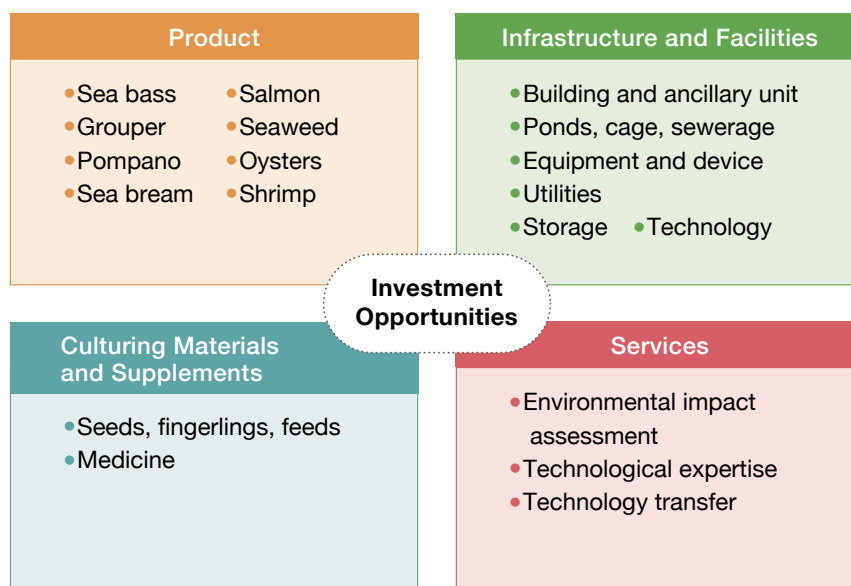 Product
• Sea bass
• Grouper
• Pompano
• Sea bream
• Salmon
• Seaweed
• Oysters
• Shrimp
Infrastructure and Facilities
• Building and ancillary unit
• Ponds, cage, sewerage
• Equipment and device
• Utilities
• Storage • Technology
Investment
Opportunities
Culturing Materials
and Supplements
• Seeds, fingerlings, feeds
• Medicine
Services
• Environmental impact
assessment
• Technological expertise
• Technology transfer